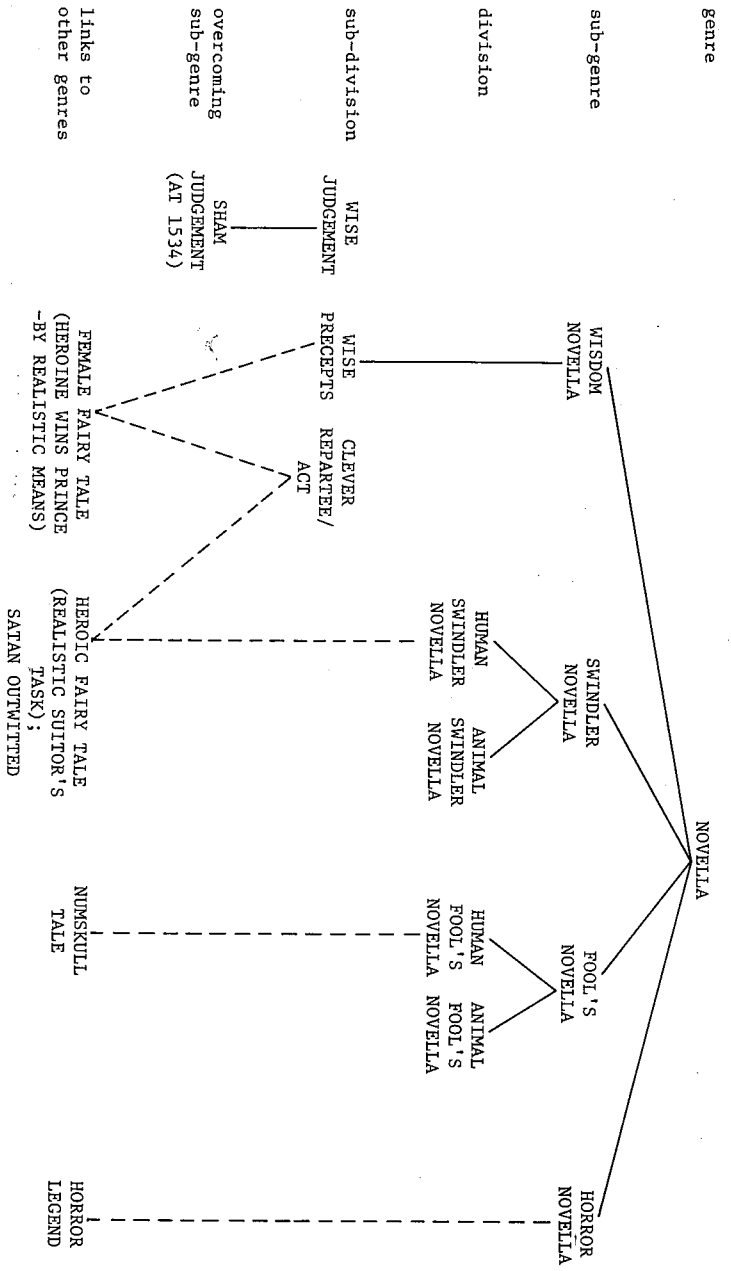 genre
NOVELLA
sub-genre
WISDOM
NOVELLA
SWINDLER
NOVELLA
FOOL'S
NOVELLA
HORROR
NOVELLA
division
HUMAN
SWINDLER
NOVELLA
ANIMAL
SWINDLER
NOVELLA
HUMAN
FOOL'S
NOVELLA
ANIMAL
FOOL'S
NOVELLA
sub-division
WISE
JUDGEMENT
WISE
PRECEPTS
CLEVER
REPARTEE/
ACT
overcoming
sub-genre
SHAM
JUDGEMENT
(AT 1534)
links to
other genres
FEMALE FAIRY TALE
(HEROINE WINS PRINCE
-BY REALISTIC MEANS)
HEROIC FAIRY TALE
(REALISTIC SUITOR'S
TASK);
SATAN OUTWITTED
NUMSKULL
TALE
HORROR
LEGEND